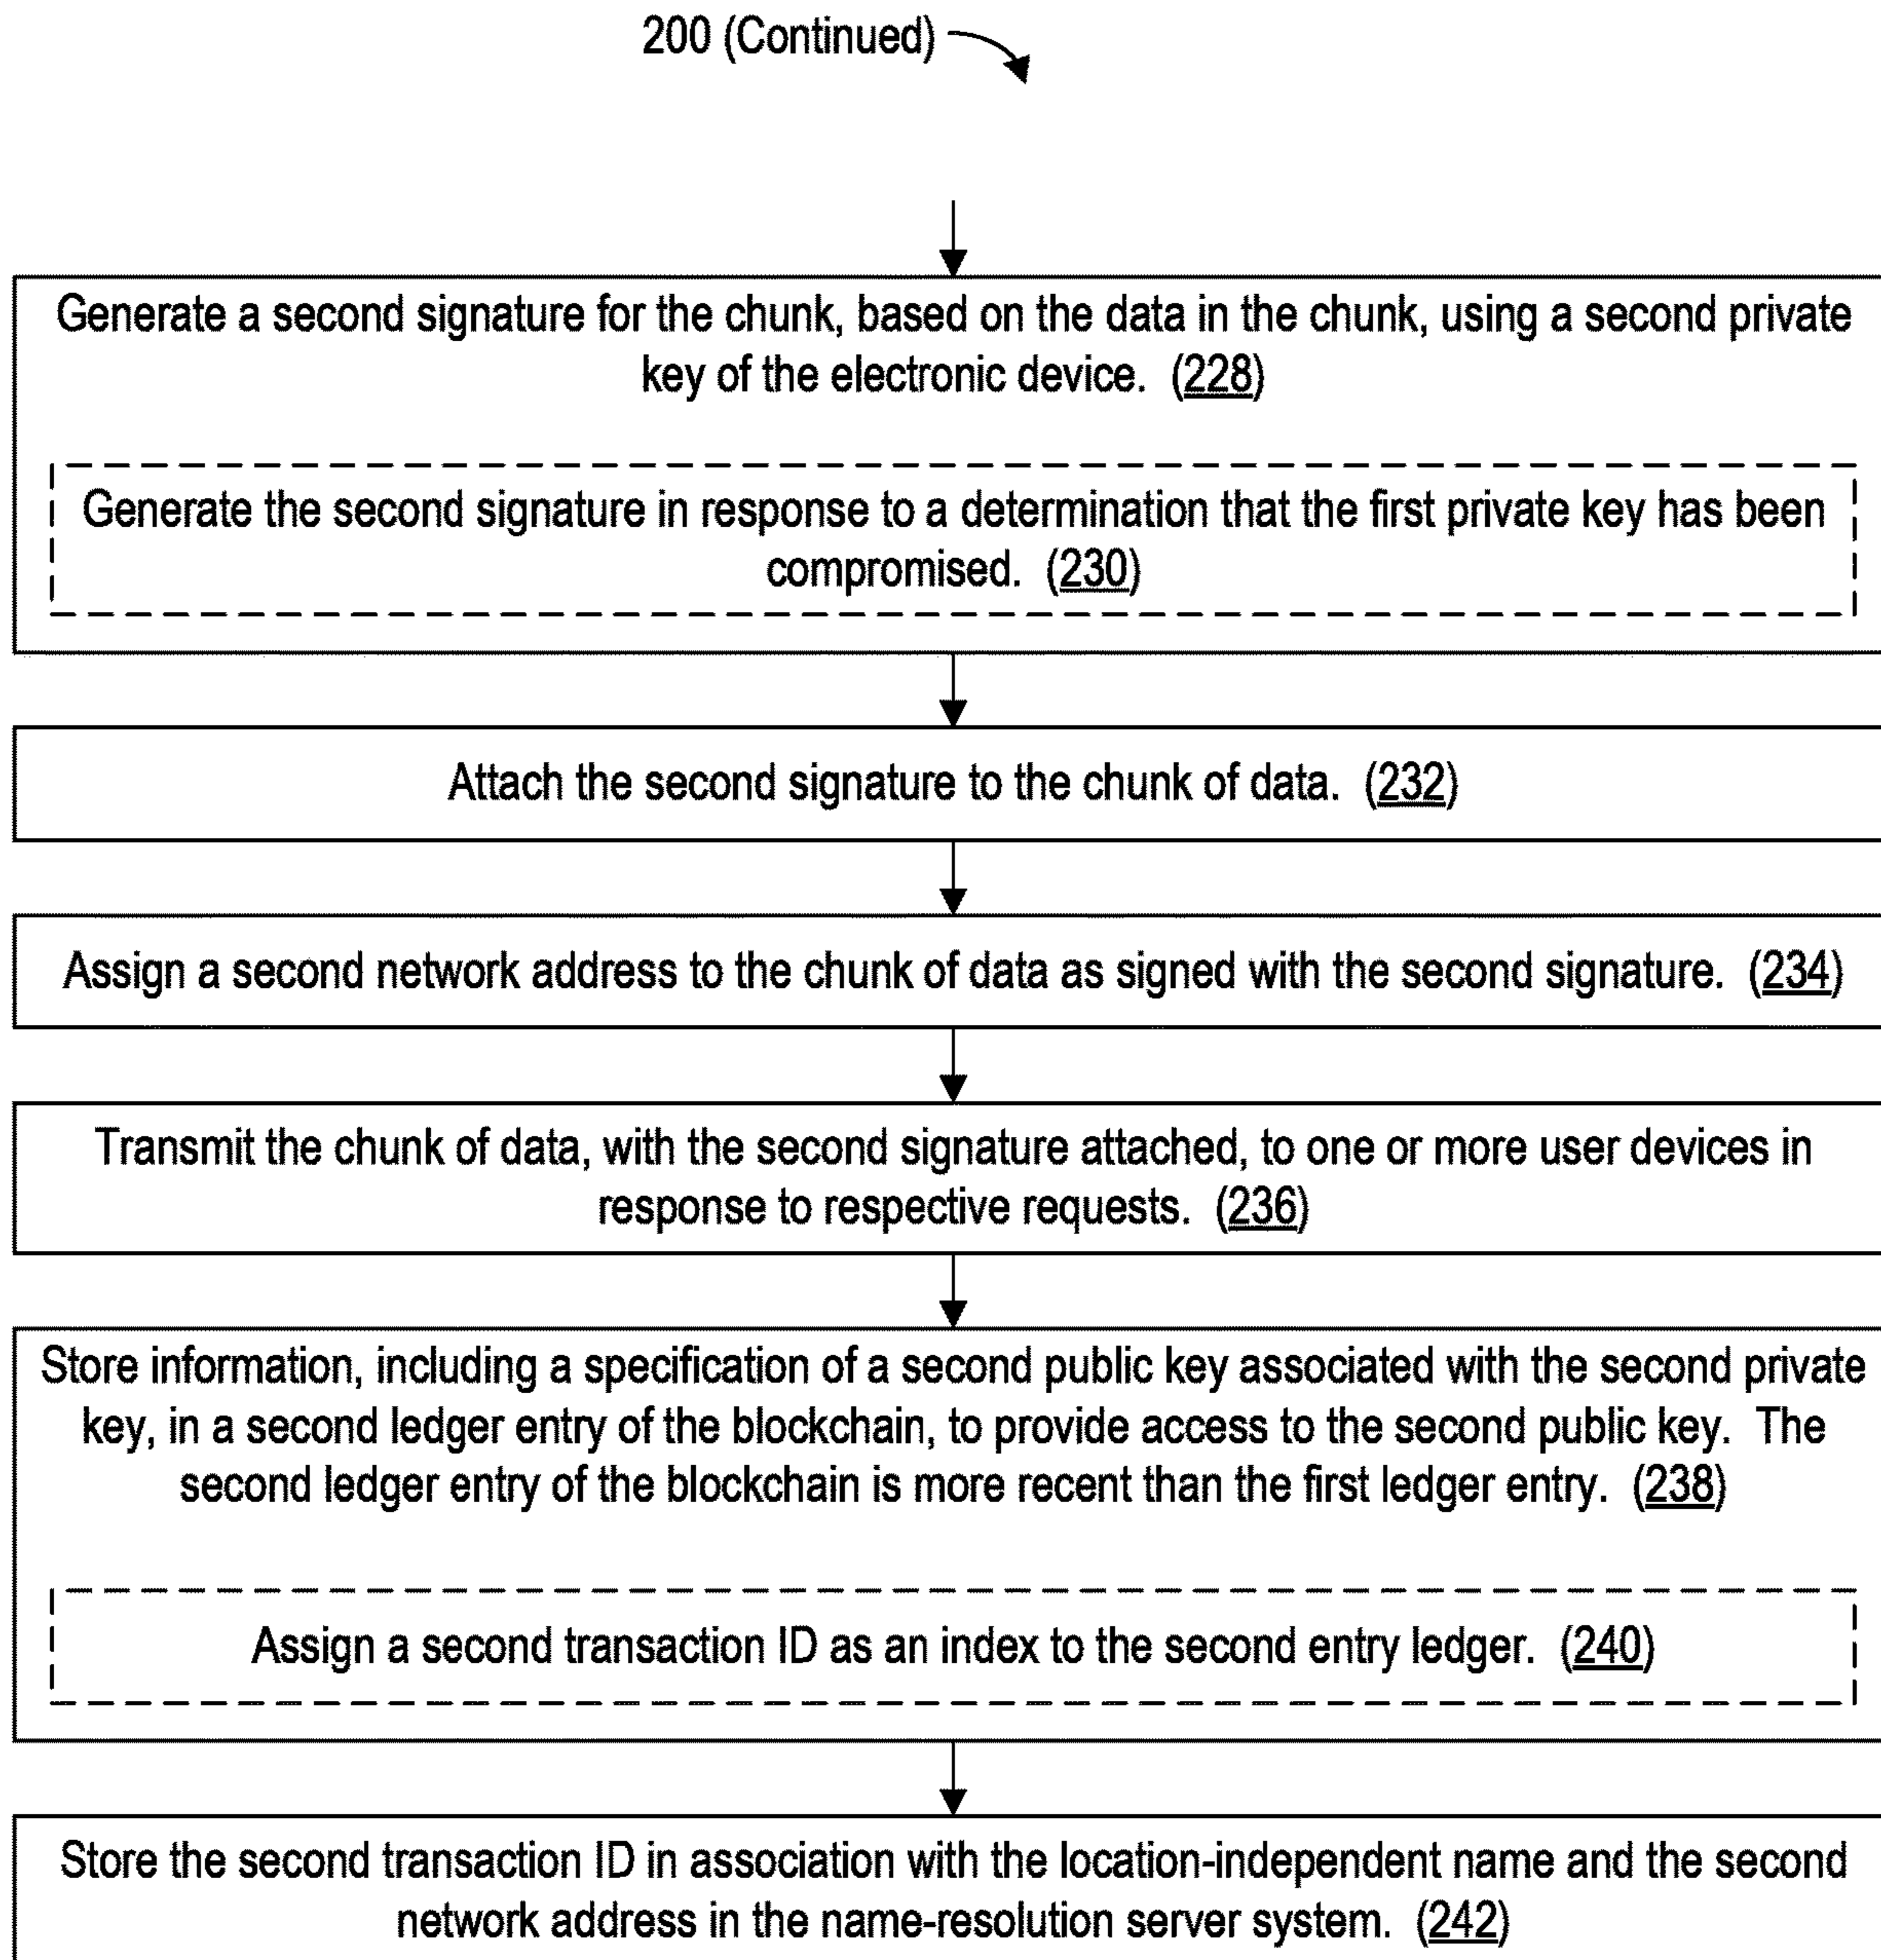 200 (Continued)
Generate a second signature for the chunk, based on the data in the chunk, using a second private
key of the electronic device. (228)
Generate the second signature in response to a determination that the first private key has been
compromised. (230)
Attach the second signature to the chunk of data. (232)
Assign a second network address to the chunk of data as signed with the second signature. (234)
Transmit the chunk of data, with the second signature attached, to one or more user devices in
response to respective requests. (236)
Store information, including a specification of a second public key associated with the second private
key, in a second ledger entry of the blockchain, to provide access to the second public key. The
second ledger entry of the blockchain is more recent than the first ledger entry. (238)
Assign a second transaction ID as an index to the second entry ledger. (240)
Store the second transaction ID in association with the location-independent name and the second
network address in the name-resolution server system. (242)